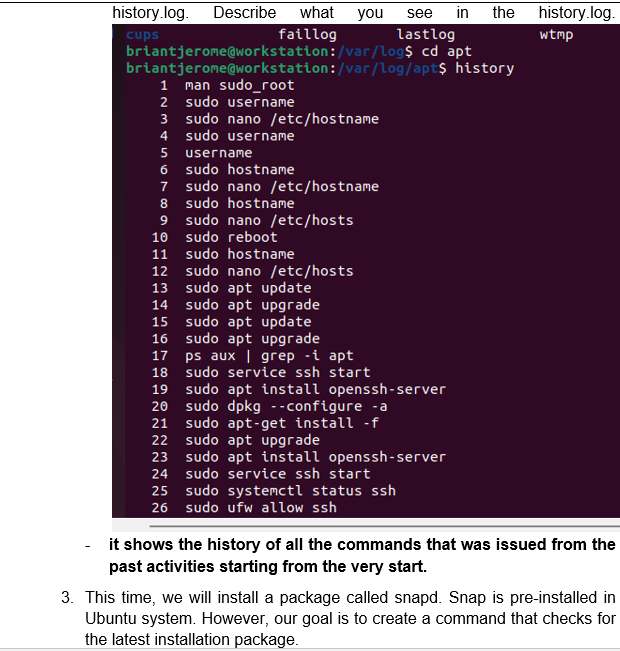 history.log. Describe what you see in the history.log.
cups faillog lastlog wtmp
briantjerome@workstation:/var/log$ cd apt
briantjerome@workstation:/var/log/apt$ history
1 man sudo_root
2 sudo username
3 sudo nano /etc/hostname
4 sudo username
5 username
6 sudo hostname
7 sudo nano /etc/hostname
8 sudo hostname
9 sudo nano /etc/hosts
10 sudo reboot
11 sudo hostname
12 sudo nano /etc/hosts
13 sudo apt update
14 sudo apt upgrade
15 sudo apt update
16 sudo apt upgrade
17 ps aux | grep -i apt
18 sudo service ssh start
19 sudo apt install openssh-server
20 sudo dpkg --configure -a
21 sudo apt-get install -f
22 sudo apt upgrade
23 sudo apt install openssh-server
24 sudo service ssh start
25 sudo systemctl status ssh
26 sudo ufw allow ssh
- it shows the history of all the commands that was issued from the
past activities starting from the very start.
3. This time, we will install a package called snapd. Snap is pre-installed in
Ubuntu system. However, our goal is to create a command that checks for
the latest installation package.